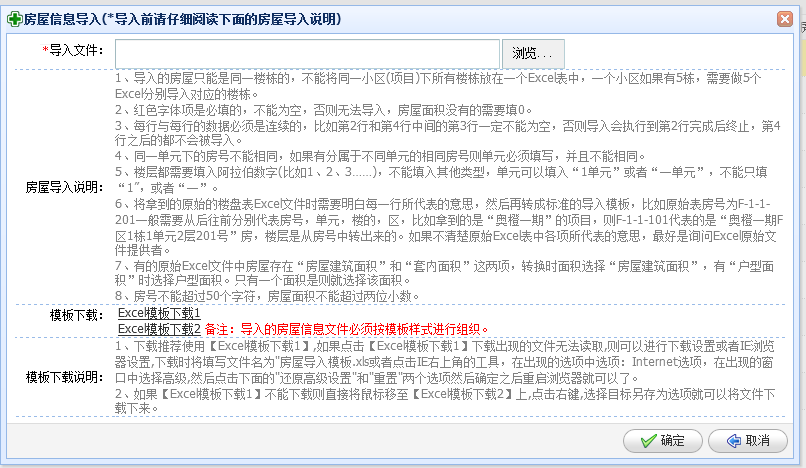 房屋信息导入(*导入前请仔细阅读下面的房屋导入说明)
*导入文件：
浏览...
房屋导入说明：
1、导入的房屋只能是同一楼栋的，不能将同一小区(项目)下所有楼栋放在一个Excel表中，一个小区如果有5栋，需要做5个
Excel分别导入对应的楼栋。
2、红色字体项是必填的，不能为空，否则无法导入，房屋面积没有的需要填0。
3、每行与每行的数据必须是连续的，比如第2行和第4行中间的第3行一定不能为空，否则导入会执行到第2行完成后终止，第4
行之后的都不会被导入。
4、同一单元下的房号不能相同，如果有分属于不同单元的相同房号则单元必须填写，并且不能相同。
5、楼层都需要填入阿拉伯数字(比如1、2、3……)，不能填入其他类型，单元可以填入“1单元”或者“一单元”，不能只填
“1”，或者“一”。
6、将拿到的原始的楼盘表Excel文件时需要明白每一行所代表的意思，然后再转成标准的导入模板，比如原始表房号为F-1-1-
201一般需要从后往前分别代表房号，单元，楼的，区，比如拿到的是“奥橙一期”的项目，则F-1-1-101代表的是“奥橙一期F
区1栋1单元2层201号”房，楼层是从房号中转出来的。如果不清楚原始Excel表中各项所代表的意思，最好是询问Excel原始文
件提供者。
7、有的原始Excel文件中房屋存在“房屋建筑面积”和“套内面积”这两项，转换时面积选择“房屋建筑面积”，有“户型面
积”时选择户型面积。只有一个面积是则就选择该面积。
8、房号不能超过50个字符，房屋面积不能超过两位小数。
模板下载：
Excel模板下载1
Excel模板下载2 备注：导入的房屋信息文件必须按模板样式进行组织。
模板下载说明：
1、下载推荐使用【Excel模板下载1】,如果点击【Excel模板下载1】下载出现的文件无法读取,则可以进行下载设置或者IE浏览
器设置,下载时将填写文件名为"房屋导入模板.xls或者点击IE右上角的工具，在出现的选项中选项：Internet选项，在出现的窗
口中选择高级,然后点击下面的"还原高级设置"和"重置"两个选项然后确定之后重启浏览器就可以了。
2、如果【Excel模板下载1】不能下载则直接将鼠标移至【Excel模板下载2】上,点击右键,选择目标另存为选项就可以将文件下
载下来。
确定
取消